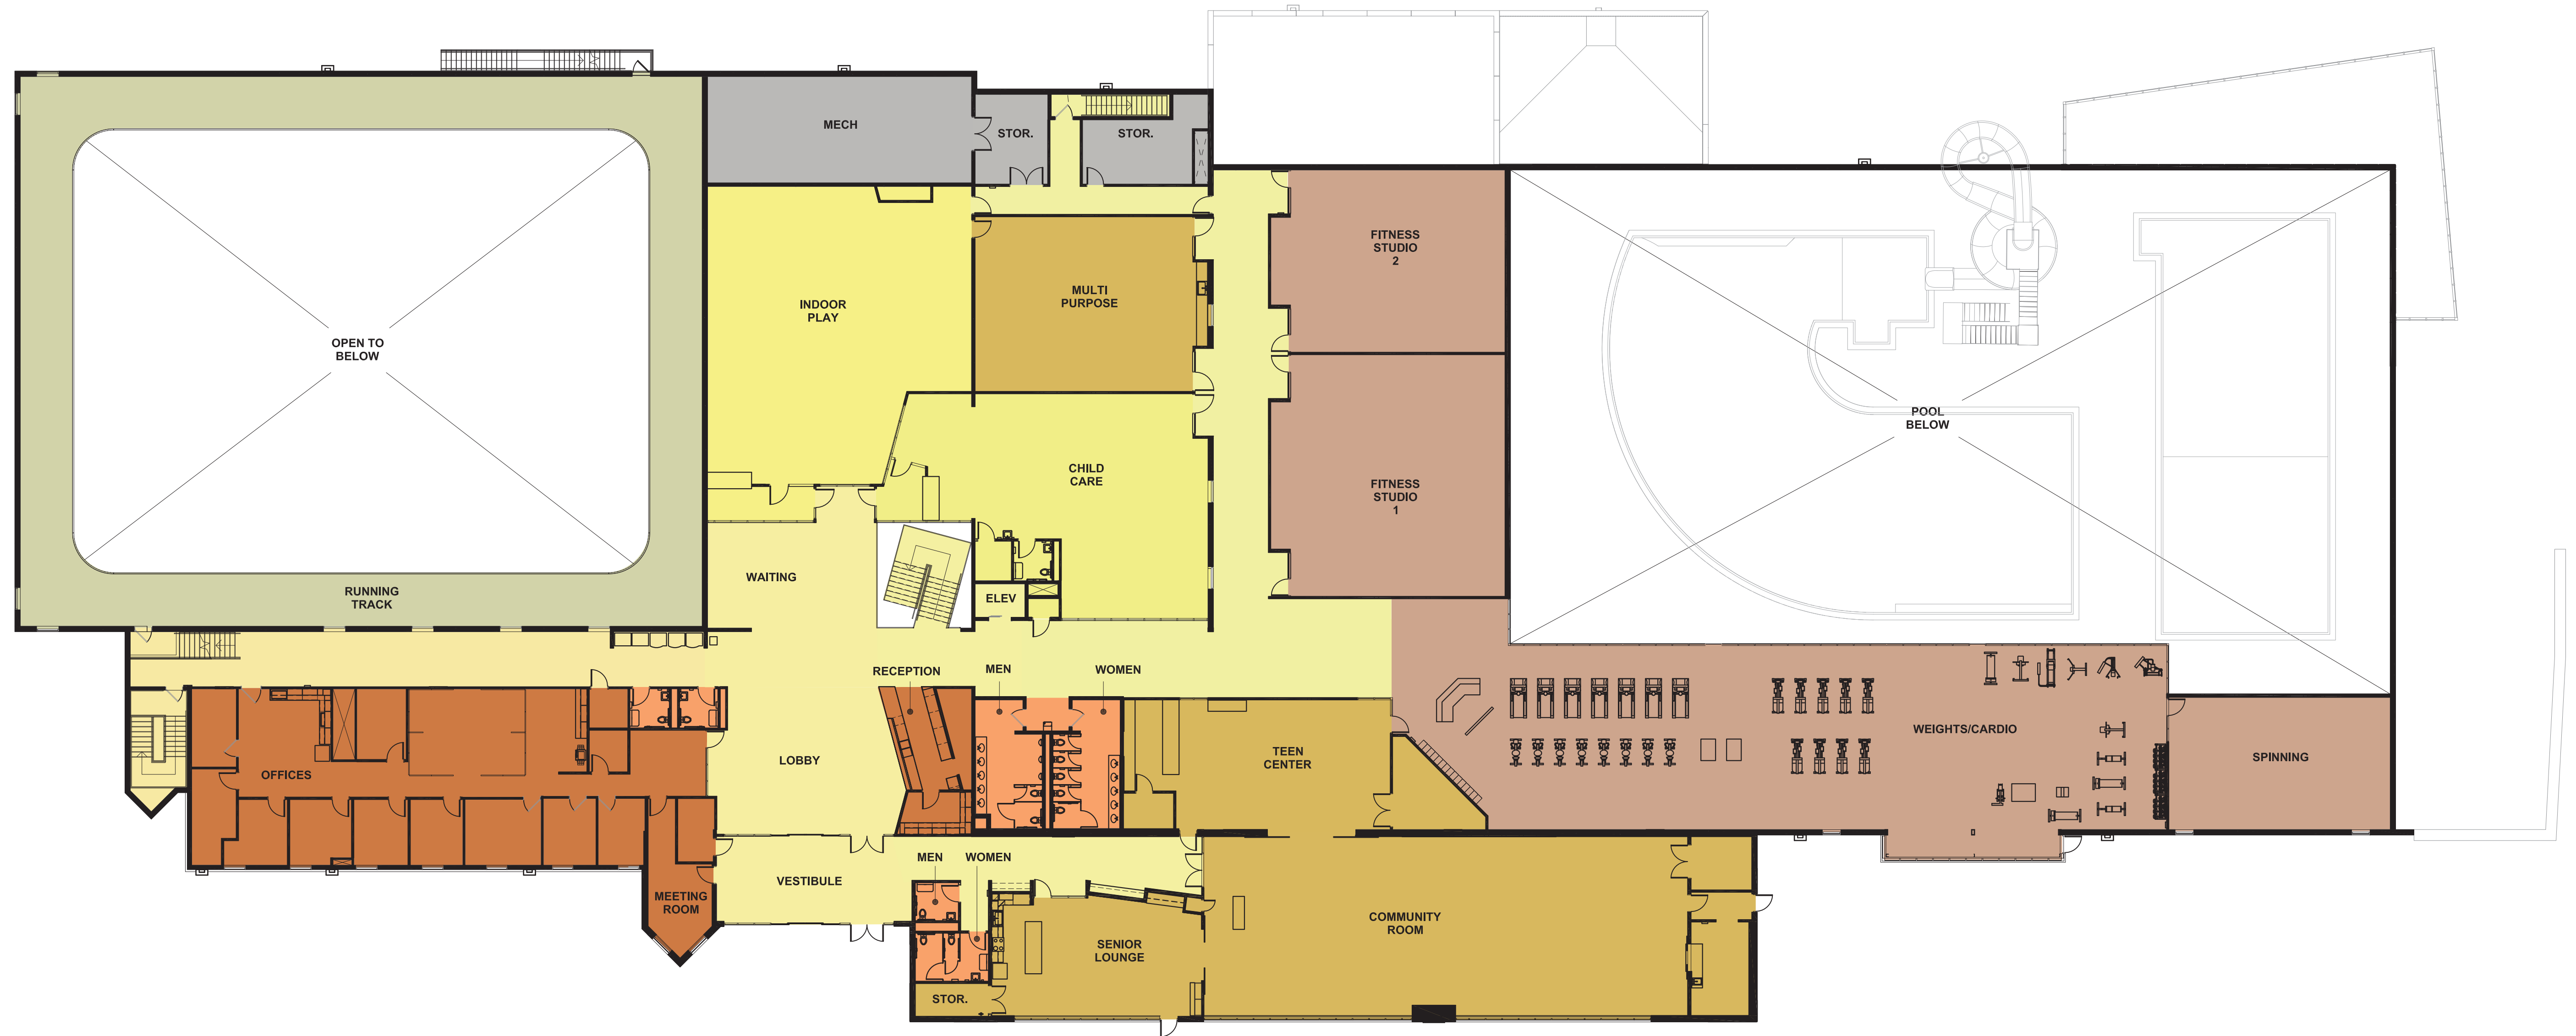 MECH
STOR.
STOR.
FITNESS
STUDIO
2
MULTI
PURPOSE
INDOOR
PLAY
OPEN TO
BELOW
POOL
BELOW
CHILD
CARE
FITNESS
STUDIO
1
WAITING
RUNNING
TRACK
ELEV
RECEPTION
MEN
WOMEN
WEIGHTS/CARDIO
TEEN
CENTER
LOBBY
SPINNING
OFFICES
MEN
WOMEN
VESTIBULE
MEETING
ROOM
COMMUNITY
ROOM
SENIOR
LOUNGE
STOR.